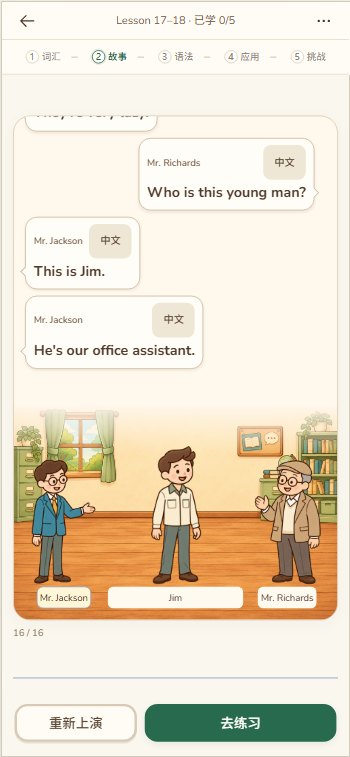 Lesson 17–18 · 已学 0/5
1 词汇 – 2 故事 – 3 语法 – 4 应用 – 5 挑战
Mr. Richards 中文
Who is this young man?
Mr. Jackson 中文
This is Jim.
Mr. Jackson 中文
He's our office assistant.
Mr. Jackson Jim Mr. Richards
16 / 16
重新上演 去练习